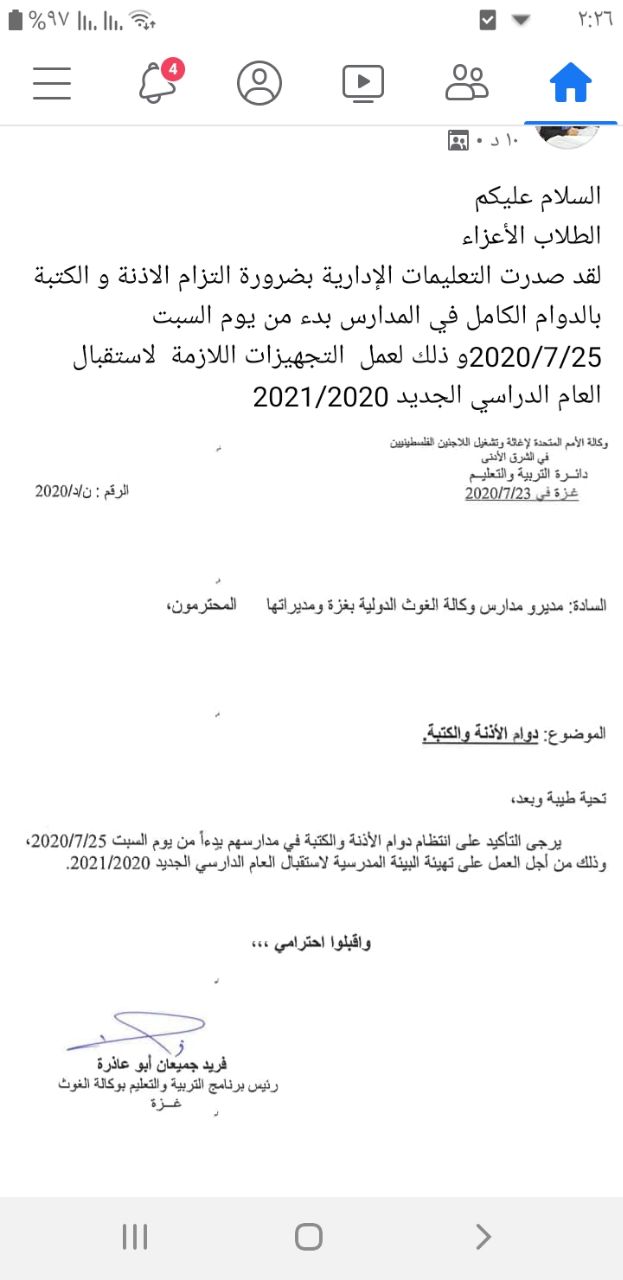 %٩٧
٢:٢٦
4
١٠ د
السلام عليكم
الطلاب الأعزاء
لقد صدرت التعليمات الإدارية بضرورة التزام الاذنة و الكتبة
بالدوام الكامل في المدارس بدء من يوم السبت
2020/7/25و ذلك لعمل التجهيزات اللازمة لاستقبال
العام الدراسي الجديد 2021/2020
وكالة الأمم المتحدة لإغاثة وتشغيل اللاجئين الفلسطينيين
في الشرق الأدنى
دائـرة التربية والتعليـم
غزة في 2020/7/23
الرقم : ن/د/2020
السادة: مديرو مدارس وكالة الغوث الدولية بغزة ومديراتها المحترمون،
الموضوع: دوام الأذنة والكتبة.
تحية طيبة وبعد،
يرجى التأكيد على انتظام دوام الأذنة والكتبة في مدارسهم بدءاً من يوم السبت 2020/7/25،
وذلك من أجل العمل على تهيئة البيئة المدرسية لاستقبال العام الدارسي الجديد 2021/2020.
واقبلوا احترامي ،،،
فريد جميعان أبو عاذرة
رئيس برنامج التربية والتعليم بوكالة الغوث
غــزة